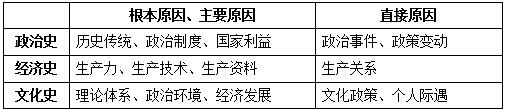 根本原因、主要原因 直接原因
政治史 历史传统、政治制度、国家利益 政治事件、政策变动
经济史 生产力、生产技术、生产资料 生产关系
文化史 理论体系、政治环境、经济发展 文化政策、个人际遇